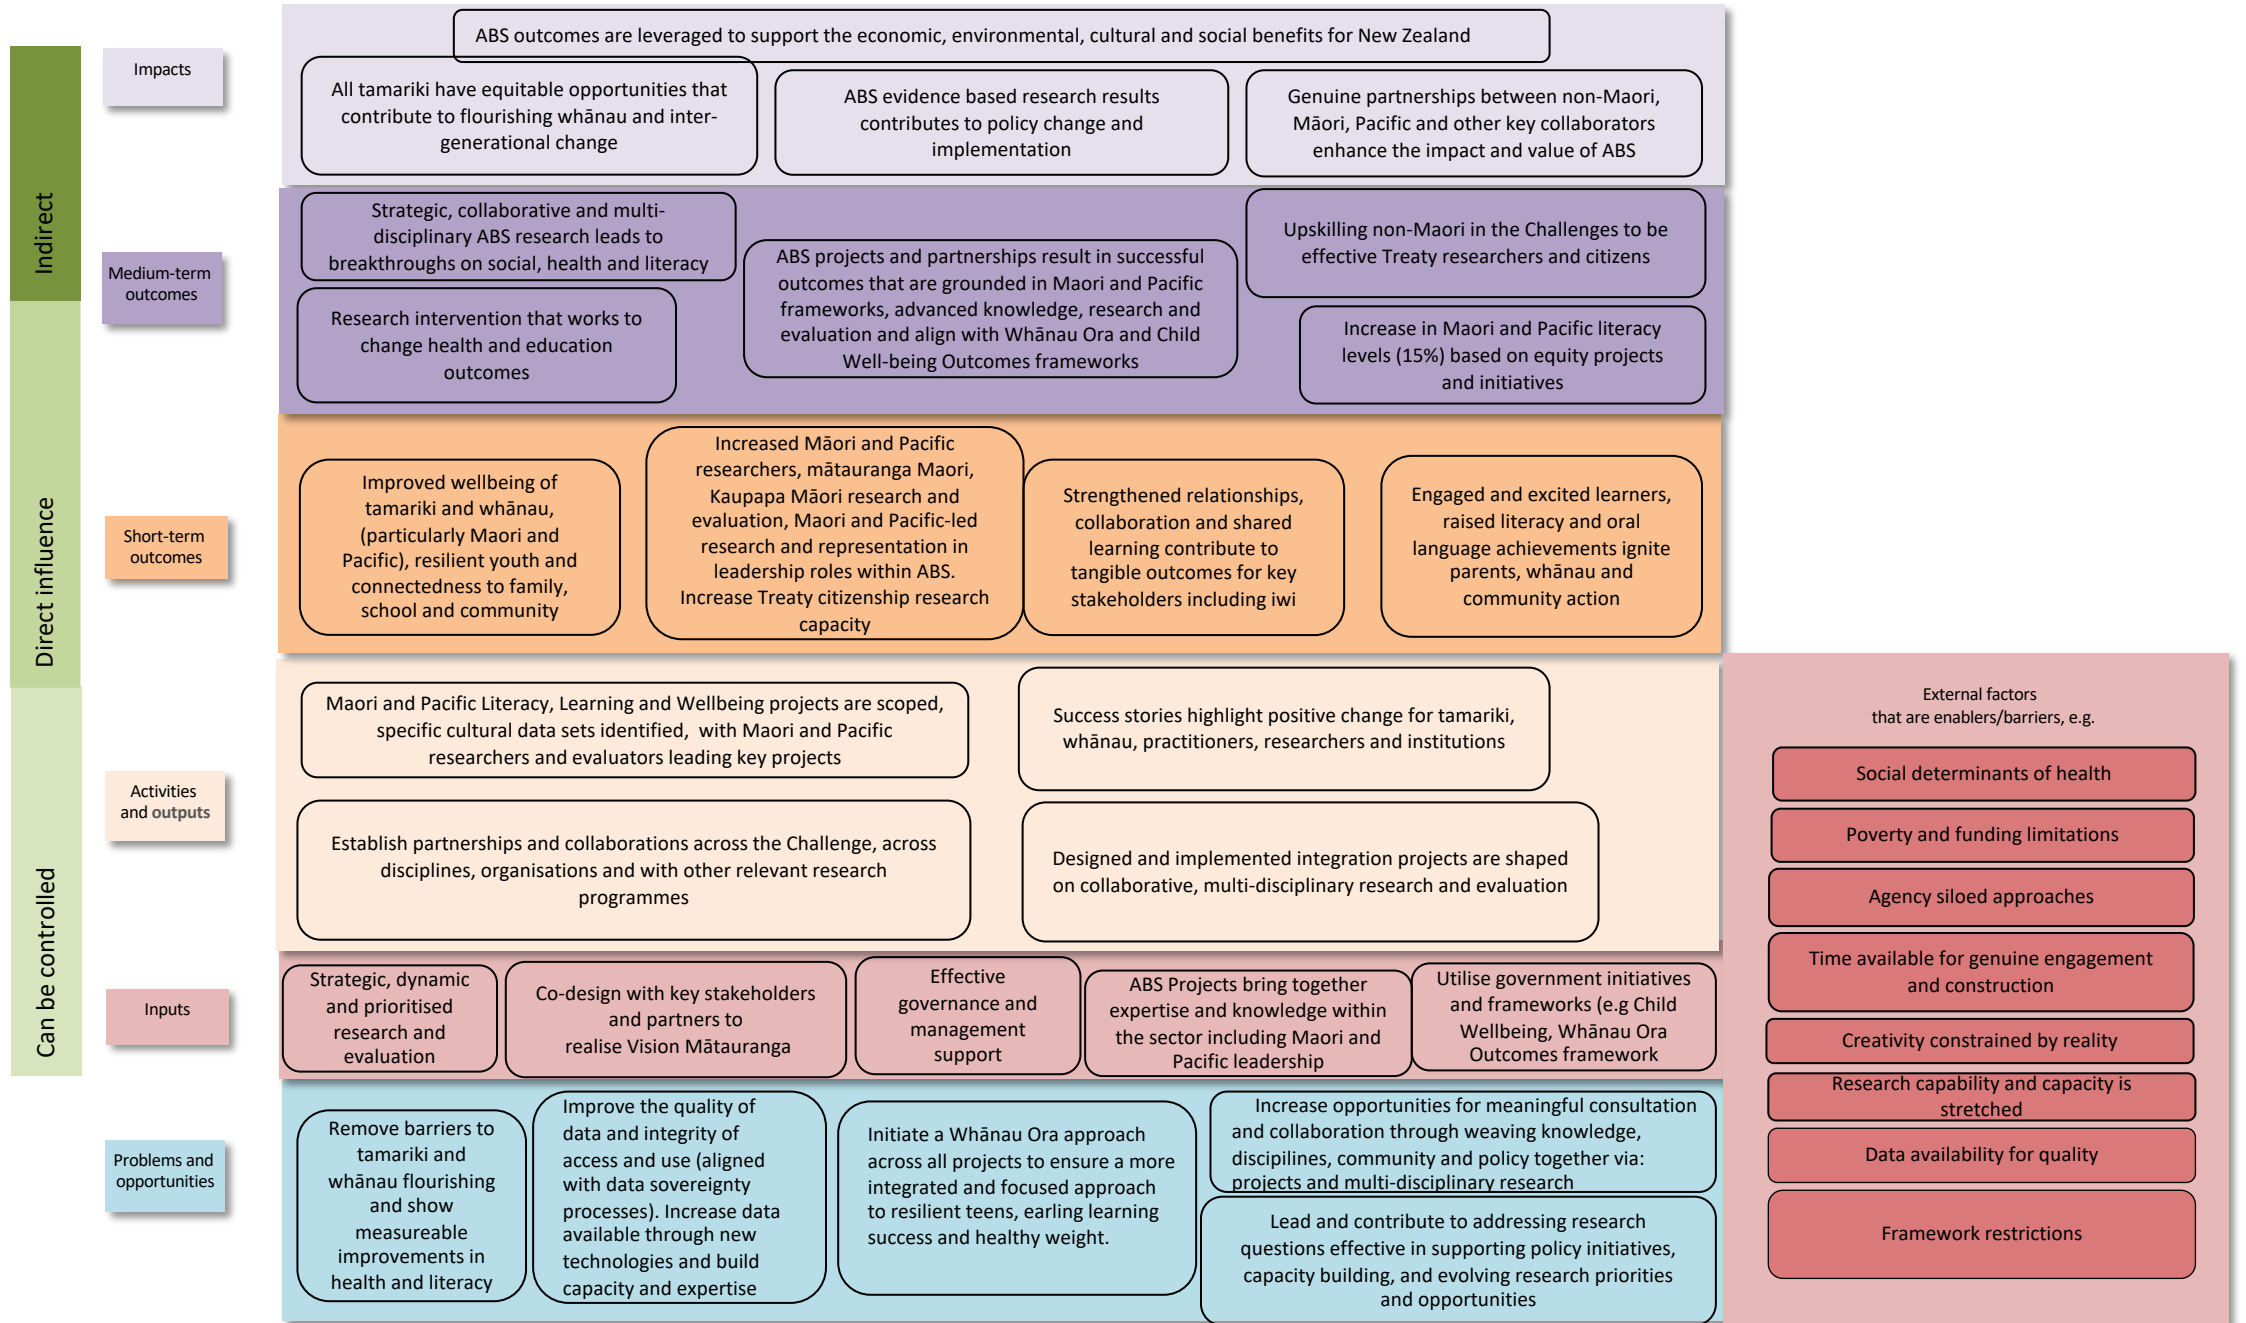 Indirect
Direct influence
Can be controlled
Impacts
ABS outcomes are leveraged to support the economic, environmental, cultural and social benefits for New Zealand
All tamariki have equitable opportunities that
contribute to flourishing whānau and inter-
generational change
ABS evidence based research results
contributes to policy change and
implementation
Genuine partnerships between non-Maori,
Māori, Pacific and other key collaborators
enhance the impact and value of ABS
Medium-term
outcomes
Strategic, collaborative and multi-
disciplinary ABS research leads to
breakthroughs on social, health and literacy
Research intervention that works to
change health and education
outcomes
ABS projects and partnerships result in successful
outcomes that are grounded in Maori and Pacific
frameworks, advanced knowledge, research and
evaluation and align with Whānau Ora and Child
Well-being Outcomes frameworks
Upskilling non-Maori in the Challenges to be
effective Treaty researchers and citizens
Increase in Maori and Pacific literacy
levels (15%) based on equity projects
and initiatives
Short-term
outcomes
Improved wellbeing of
tamariki and whānau,
(particularly Maori and
Pacific), resilient youth and
connectedness to family,
school and community
Increased Māori and Pacific
researchers, mātauranga Maori,
Kaupapa Māori research and
evaluation, Maori and Pacific-led
research and representation in
leadership roles within ABS.
Increase Treaty citizenship research
capacity
Strengthened relationships,
collaboration and shared
learning contribute to
tangible outcomes for key
stakeholders including iwi
Engaged and excited learners,
raised literacy and oral
language achievements ignite
parents, whānau and
community action
Activities
and outputs
Maori and Pacific Literacy, Learning and Wellbeing projects are scoped,
specific cultural data sets identified, with Maori and Pacific
researchers and evaluators leading key projects
Success stories highlight positive change for tamariki,
whānau, practitioners, researchers and institutions
Establish partnerships and collaborations across the Challenge, across
disciplines, organisations and with other relevant research
programmes
Designed and implemented integration projects are shaped
on collaborative, multi-disciplinary research and evaluation
Inputs
Strategic, dynamic
and prioritised
research and
evaluation
Co-design with key stakeholders
and partners to
realise Vision Mātauranga
Effective
governance and
management
support
ABS Projects bring together
expertise and knowledge within
the sector including Maori and
Pacific leadership
Utilise government initiatives
and frameworks (e.g Child
Wellbeing, Whānau Ora
Outcomes framework
Problems and
opportunities
Remove barriers to
tamariki and
whānau flourishing
and show
measureable
improvements in
health and literacy
Improve the quality of
data and integrity of
access and use (aligned
with data sovereignty
processes). Increase data
available through new
technologies and build
capacity and expertise
Initiate a Whānau Ora approach
across all projects to ensure a more
integrated and focused approach
to resilient teens, earling learning
success and healthy weight.
Increase opportunities for meaningful consultation
and collaboration through weaving knowledge,
discipilines, community and policy together via:
projects and multi-disciplinary research
Lead and contribute to addressing research
questions effective in supporting policy initiatives,
capacity building, and evolving research priorities
and opportunities
External factors
that are enablers/barriers, e.g.
Social determinants of health
Poverty and funding limitations
Agency siloed approaches
Time available for genuine engagement
and construction
Creativity constrained by reality
Research capability and capacity is
stretched
Data availability for quality
Framework restrictions